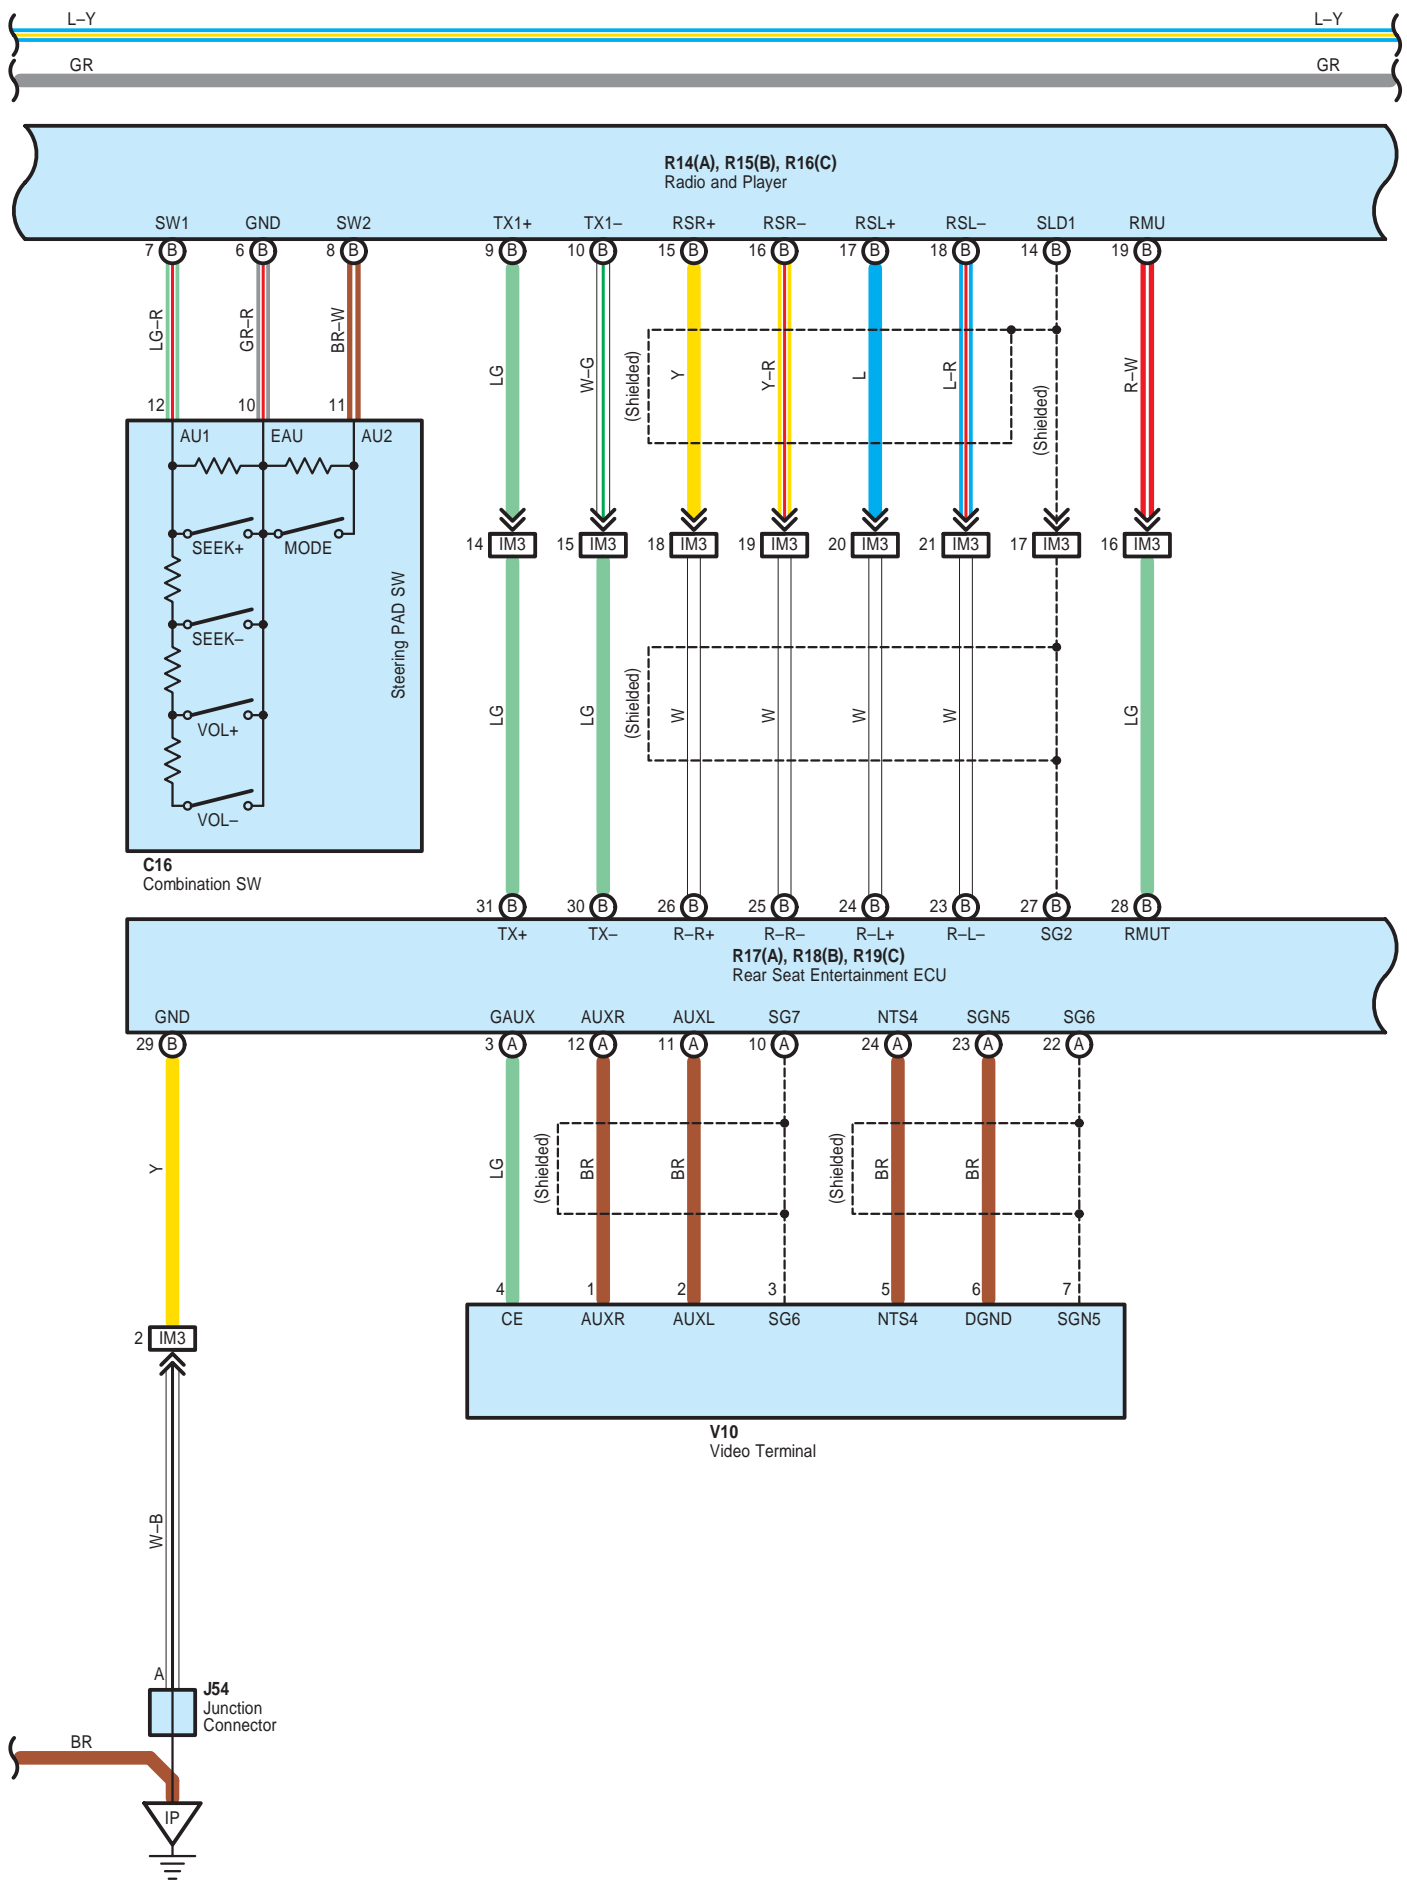 L–Y L–Y
GR GR
R14(A), R15(B), R16(C)
Radio and Player
SW1 GND SW2 TX1+ TX1– RSR+ RSR– RSL+ RSL– SLD1 RMU
7 B 6 B 8 B 9 B 10 B 15 B 16 B 17 B 18 B 14 B 19 B
LG–R GR–R BR–W LG W–G (Shielded) Y Y–R L L–R (Shielded) R–W
12 10 11
AU1 EAU AU2
SEEK+ MODE
14 IM3 15 IM3 18 IM3 19 IM3 20 IM3 21 IM3 17 IM3 16 IM3
Steering PAD SW
SEEK–
VOL+
VOL–
LG LG (Shielded) W W W W LG
C16
Combination SW
31 B 30 B 26 B 25 B 24 B 23 B 27 B 28 B
TX+ TX– R–R+ R–R– R–L+ R–L– SG2 RMUT
R17(A), R18(B), R19(C)
Rear Seat Entertainment ECU
GND GAUX AUXR AUXL SG7 NTS4 SGN5 SG6
29 B 3 A 12 A 11 A 10 A 24 A 23 A 22 A
Y LG (Shielded) BR BR (Shielded) BR BR
4 1 2 3 5 6 7
CE AUXR AUXL SG6 NTS4 DGND SGN5
2 IM3
V10
Video Terminal
W–B
A
J54
Junction
Connector
BR
IP